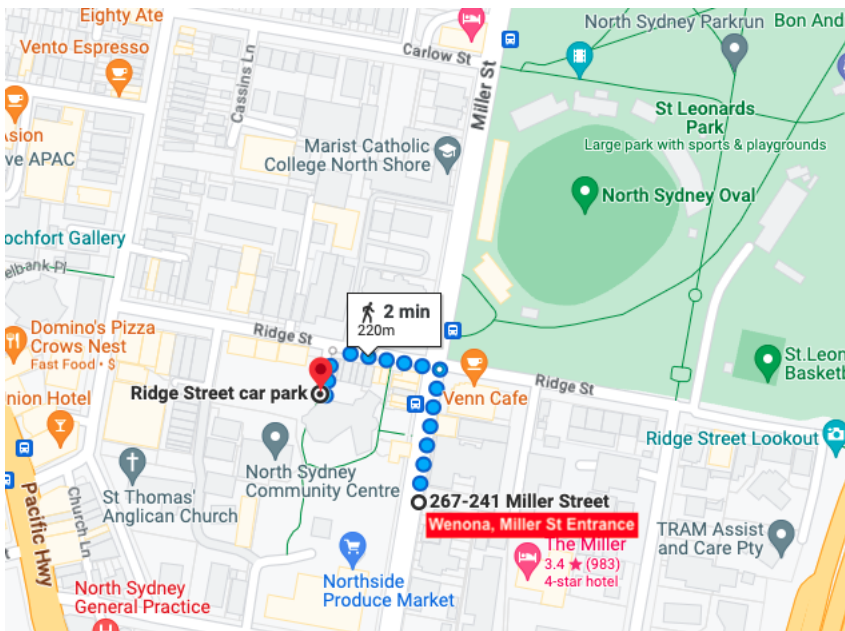 Eighty Ate
North Sydney Parkrun
Bon And
Vento Espresso
Carlow St
Cassins Ln
Miller St
St Leonards
Park
Large park with sports & playgrounds
Asion
ve APAC
Marist Catholic
College North Shore
North Sydney Oval
ochfort Gallery
elbank-Pl
2 min
220m
Ridge St
Domino's Pizza
Crows Nest
Fast Food • $
St.Leon
Basketb
Ridge Street car park
Venn Cafe
Ridge St
nion Hotel
Ridge Street Lookout
North Sydney
Community Centre
St Thomas'
Anglican Church
267-241 Miller Street
Wenona, Miller St Entrance
Pacific Hwy
Church Ln
TRAM Assist
and Care Pty
The Miller
3.4 ★ (983)
4-star hotel
Northside
Produce Market
North Sydney
General Practice
H